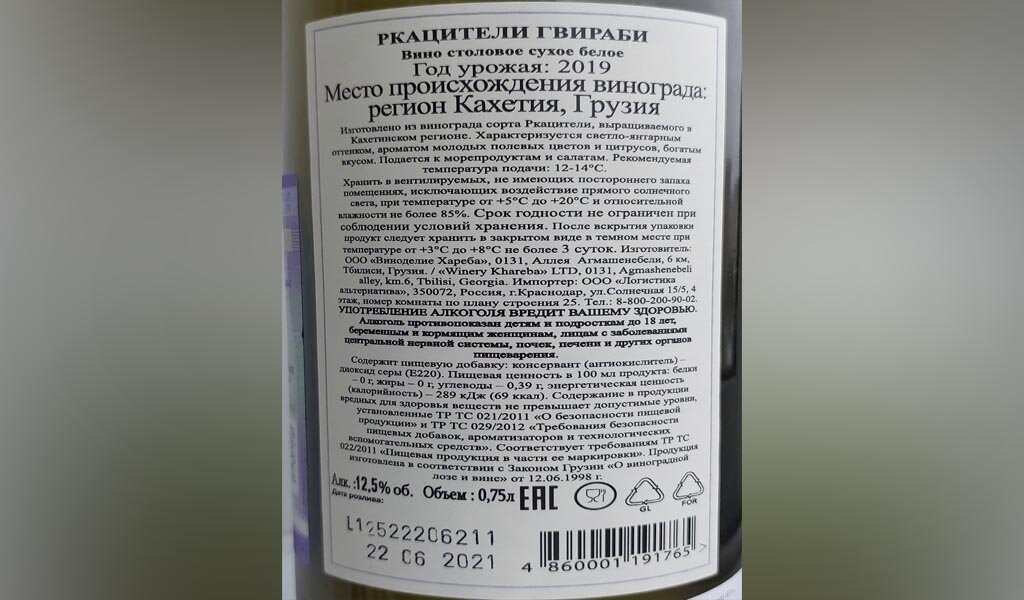 РКАЦИТЕЛИ ГВИРАБИ
Вино столовое сухое белое
Год урожая: 2019
Место происхождения винограда:
регион Кахетия, Грузия
Изготовлено из винограда сорта Ркацители, выращиваемого в
Кахетинском регионе. Характеризуется светло-янтарным
оттенком, ароматом молодых полевых цветов и цитрусов, богатым
вкусом. Подается к морепродуктам и салатам. Рекомендуемая
температура подачи: 12-14°С.
Хранить в вентилируемых, не имеющих постороннего запаха
помещениях, исключающих воздействие прямого солнечного
света, при температуре от +5°С до +20°С и относительной
влажности не более 85%. Срок годности не ограничен при
соблюдении условий хранения. После вскрытия упаковки
продукт следует хранить в закрытом виде в темном месте при
температуре от +3°С до +8°С не более 3 суток. Изготовитель:
ООО «Виноделие Хареба», 0131, Аллея Агмашенебели, 6 км,
Тбилиси, Грузия. / «Winery Khareba» LTD, 0131, Agmashenebeli
alley, km.6, Tbilisi, Georgia. Импортер: ООО «Логистика
альтернатива», 350072, Россия, г.Краснодар, ул.Солнечная 15/5, 4
этаж, номер комнаты по плану строения 25. Тел.: 8-800-200-90-02.
УПОТРЕБЛЕНИЕ АЛКОГОЛЯ ВРЕДИТ ВАШЕМУ ЗДОРОВЬЮ.
Алкоголь противопоказан детям и подросткам до 18 лет,
беременным и кормящим женщинам, лицам с заболеваниями
центральной нервной системы, почек, печени и других органов
пищеварения.
Содержит пищевую добавку: консервант (антиокислитель) –
диоксид серы (Е220). Пищевая ценность в 100 мл продукта: белки
– 0 г, жиры – 0 г, углеводы – 0,39 г, энергетическая ценность
(калорийность) – 289 кДж (69 ккал). Содержание в продукции
вредных для здоровья веществ не превышает допустимые уровни,
установленные ТР ТС 021/2011 «О безопасности пищевой
продукции» и ТР ТС 029/2012 «Требования безопасности
пищевых добавок, ароматизаторов и технологических
вспомогательных средств». Соответствует требованиям ТР ТС
022/2011 «Пищевая продукция в части ее маркировки». Продукция
изготовлена в соответствии с Законом Грузии «О виноградной
лозе и вине» от 12.06.1998 г.
Алк. :12,5% об. Объем : 0,75л EAC
GL FOR
Дата розлива:
L12522206211
22 06 2021
4 860001 191765 >